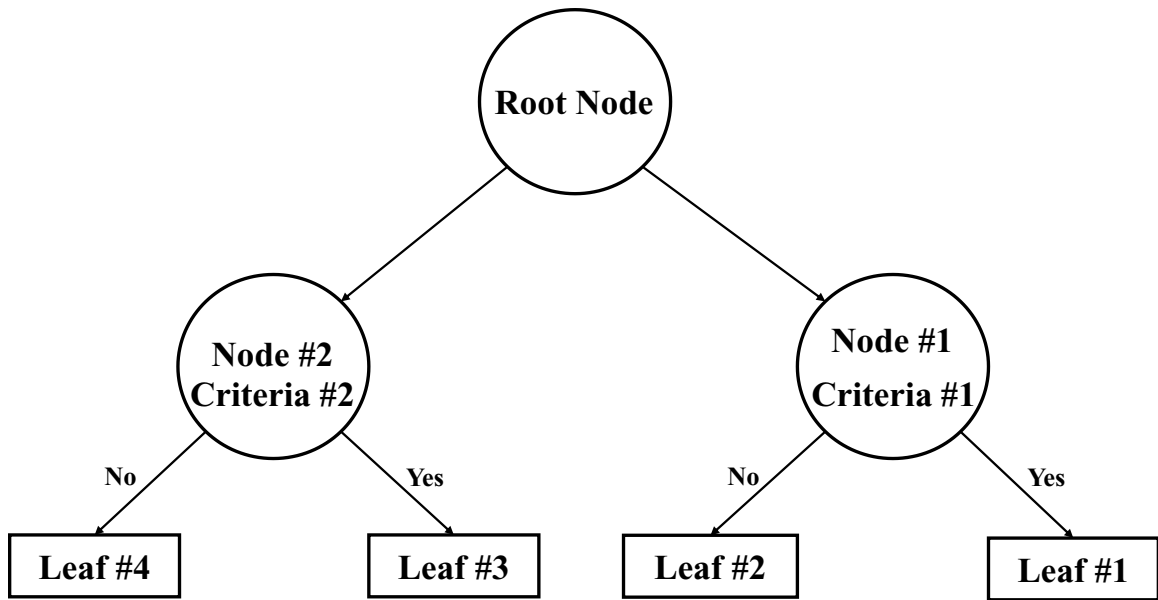 Root Node
Node #2
Criteria #2
Node #1
Criteria #1
No
Yes
No
Yes
Leaf #4
Leaf #3
Leaf #2
Leaf #1